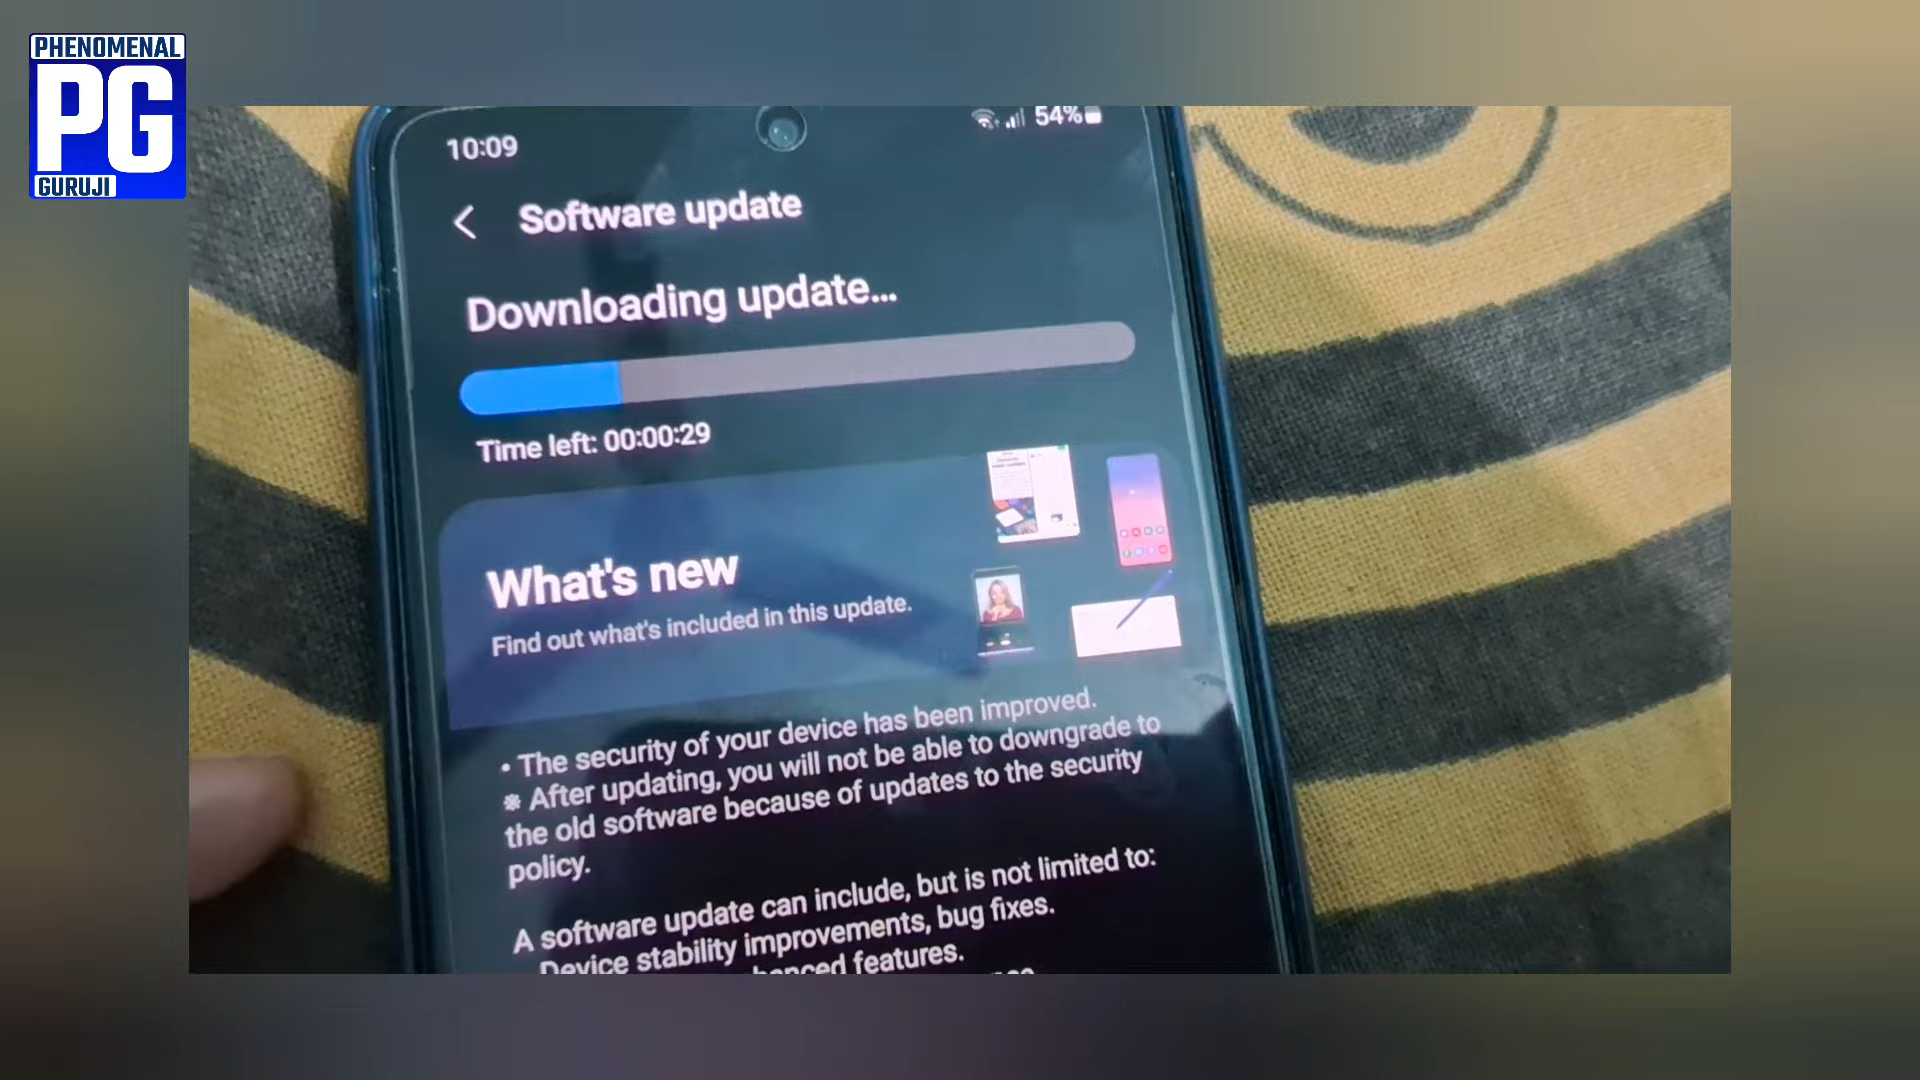 PHENOMENAL
PG
GURUJI
10:09
54%
Software update
Downloading update...
Time left: 00:00:29
What's new
Find out what's included in this update.
• The security of your device has been improved.
※ After updating, you will not be able to downgrade to
the old software because of updates to the security
policy.
A software update can include, but is not limited to:
Device stability improvements, bug fixes.
features.